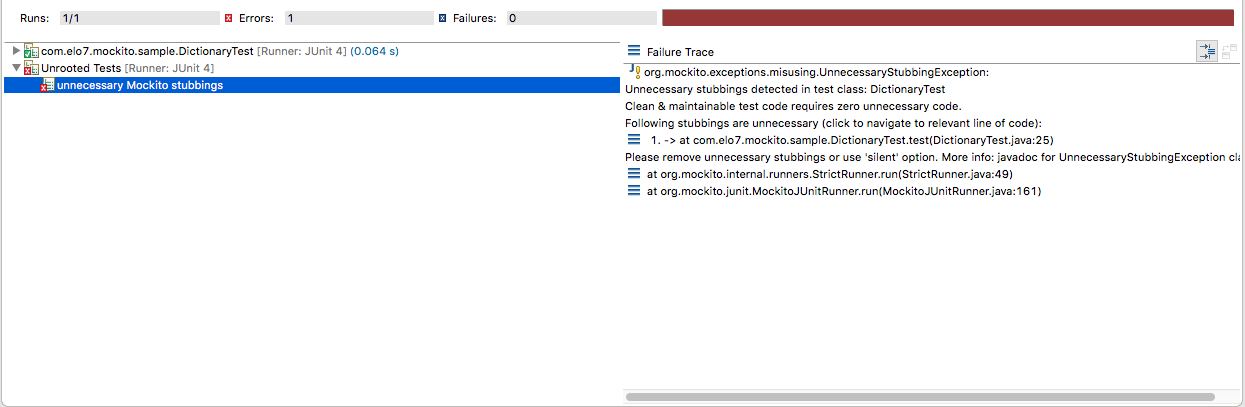 Runs: 1/1 Errors: 1 Failures: 0
com.elo7.mockito.sample.DictionaryTest [Runner: JUnit 4] (0.064 s)
Unrooted Tests [Runner: JUnit 4]
unnecessary Mockito stubbings
Failure Trace
org.mockito.exceptions.misusing.UnnecessaryStubbingException:
Unnecessary stubbings detected in test class: DictionaryTest
Clean & maintainable test code requires zero unnecessary code.
Following stubbings are unnecessary (click to navigate to relevant line of code):
1. -> at com.elo7.mockito.sample.DictionaryTest.test(DictionaryTest.java:25)
Please remove unnecessary stubbings or use 'silent' option. More info: javadoc for UnnecessaryStubbingException cla
at org.mockito.internal.runners.StrictRunner.run(StrictRunner.java:49)
at org.mockito.junit.MockitoJUnitRunner.run(MockitoJUnitRunner.java:161)